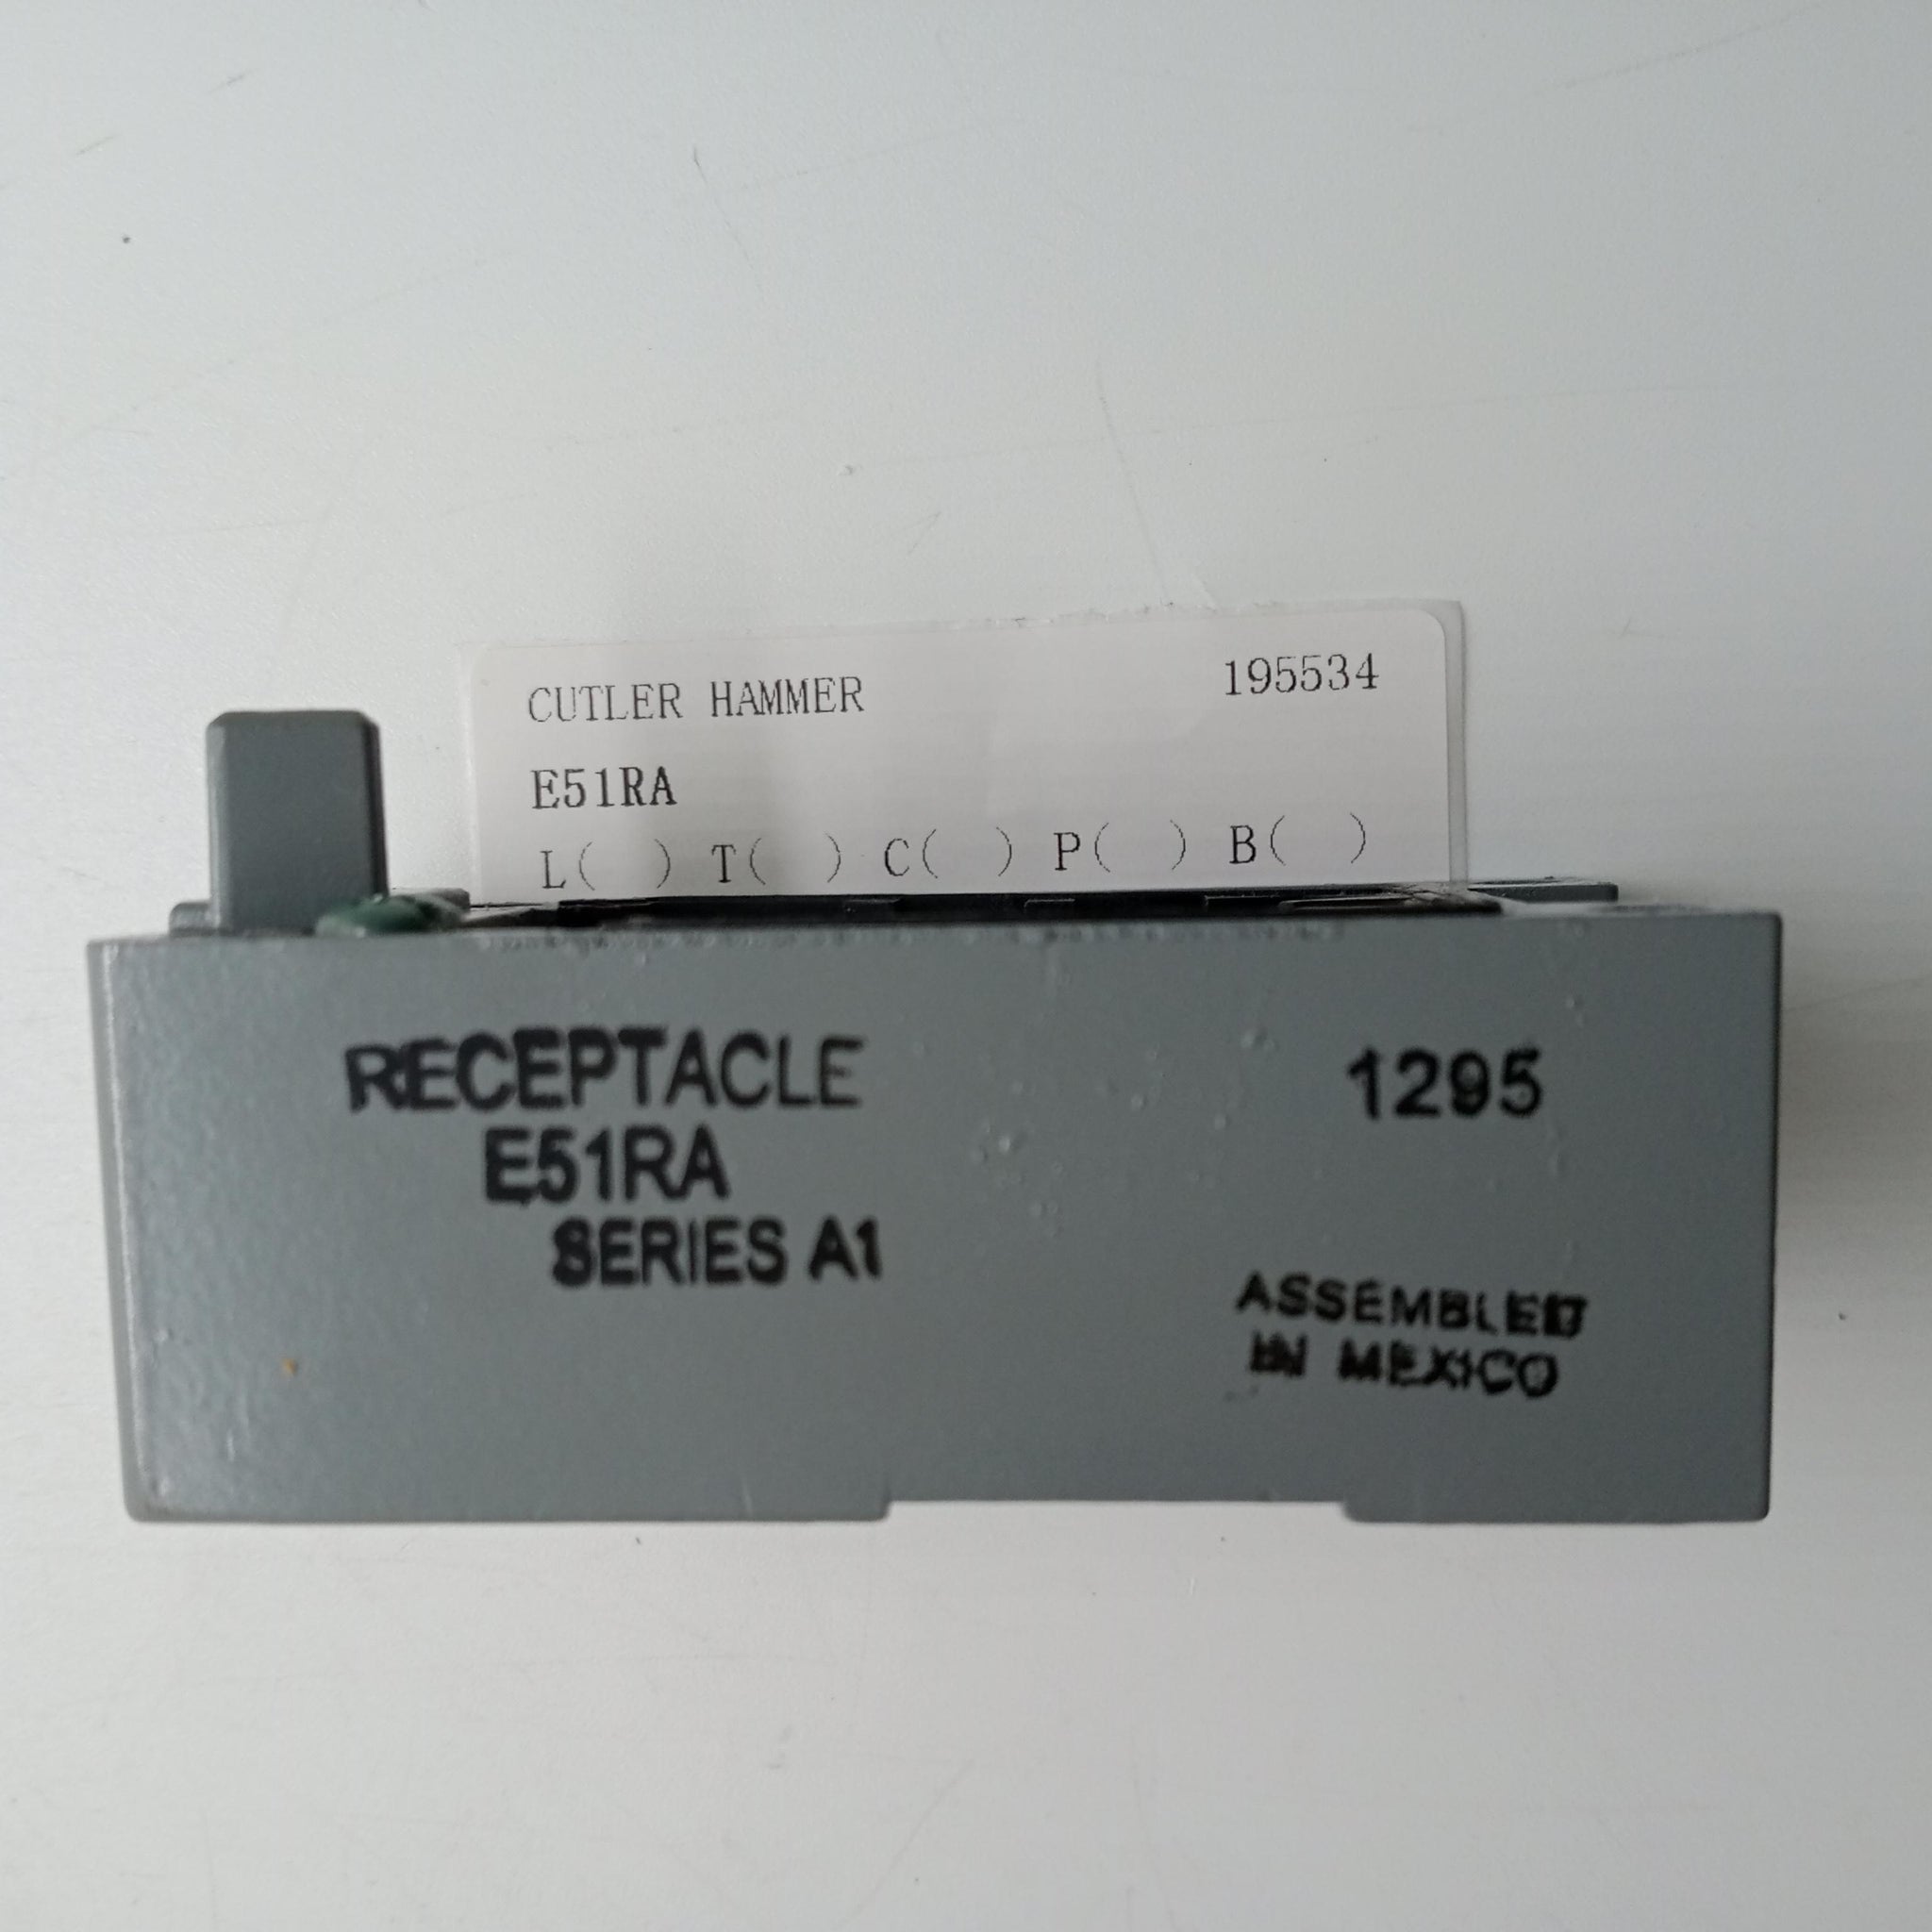 CUTLER HAMMER 195534
E51RA
L( ) T( ) C( ) P( ) B( )
RECEPTACLE 1295
E51RA
SERIES A1
ASSEMBLED
IN MEXICO